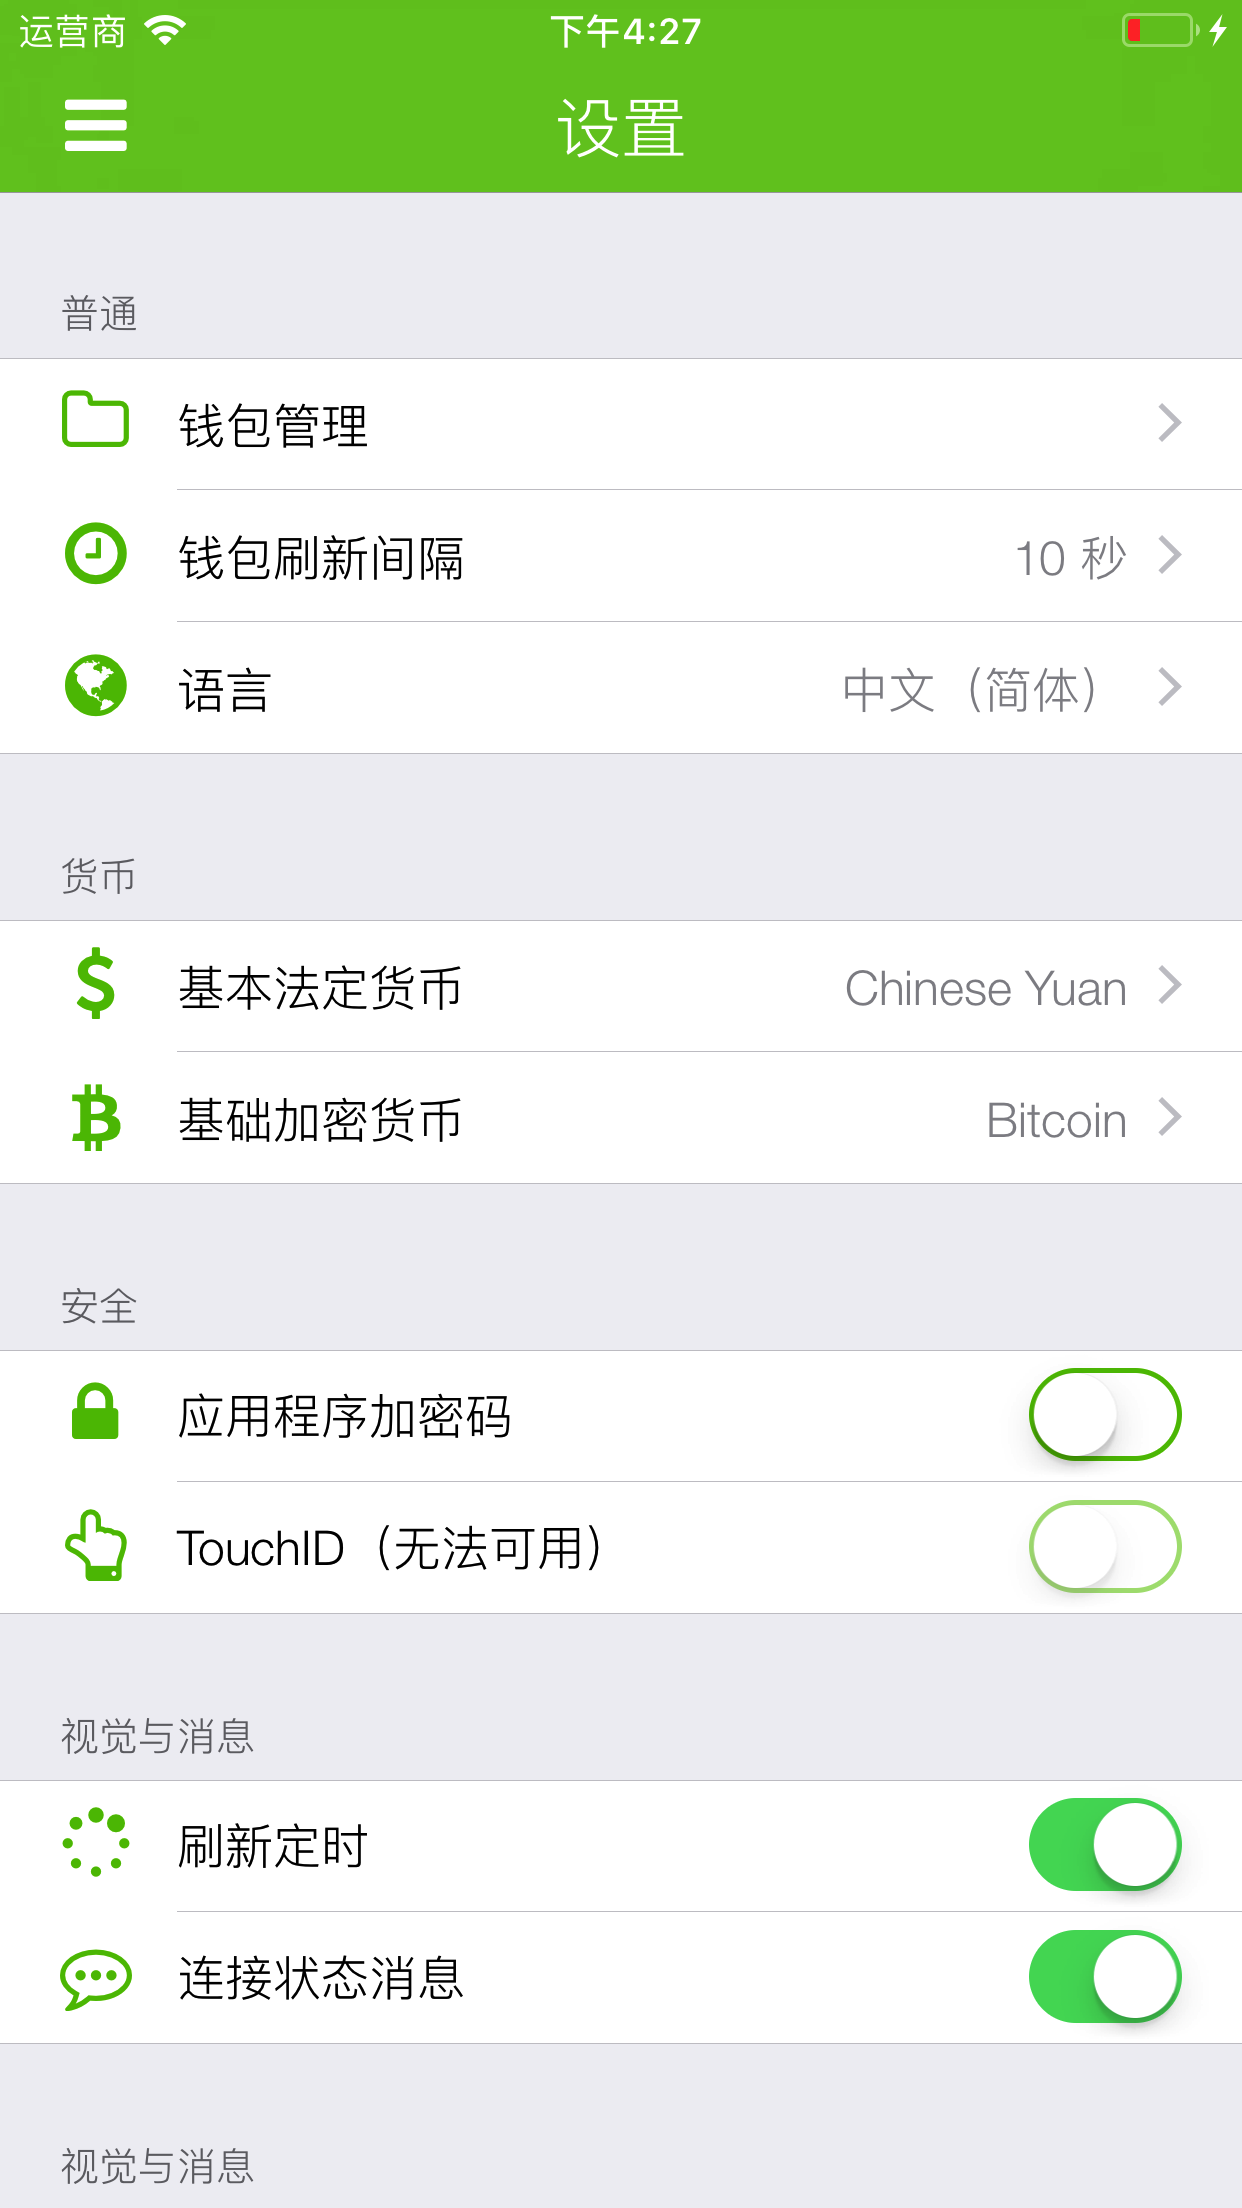 运营商
下午4:27
设置
普通
钱包管理
钱包刷新间隔 10 秒
语言 中文（简体）
货币
基本法定货币 Chinese Yuan
基础加密货币 Bitcoin
安全
应用程序加密码
TouchID（无法可用）
视觉与消息
刷新定时
连接状态消息
视觉与消息